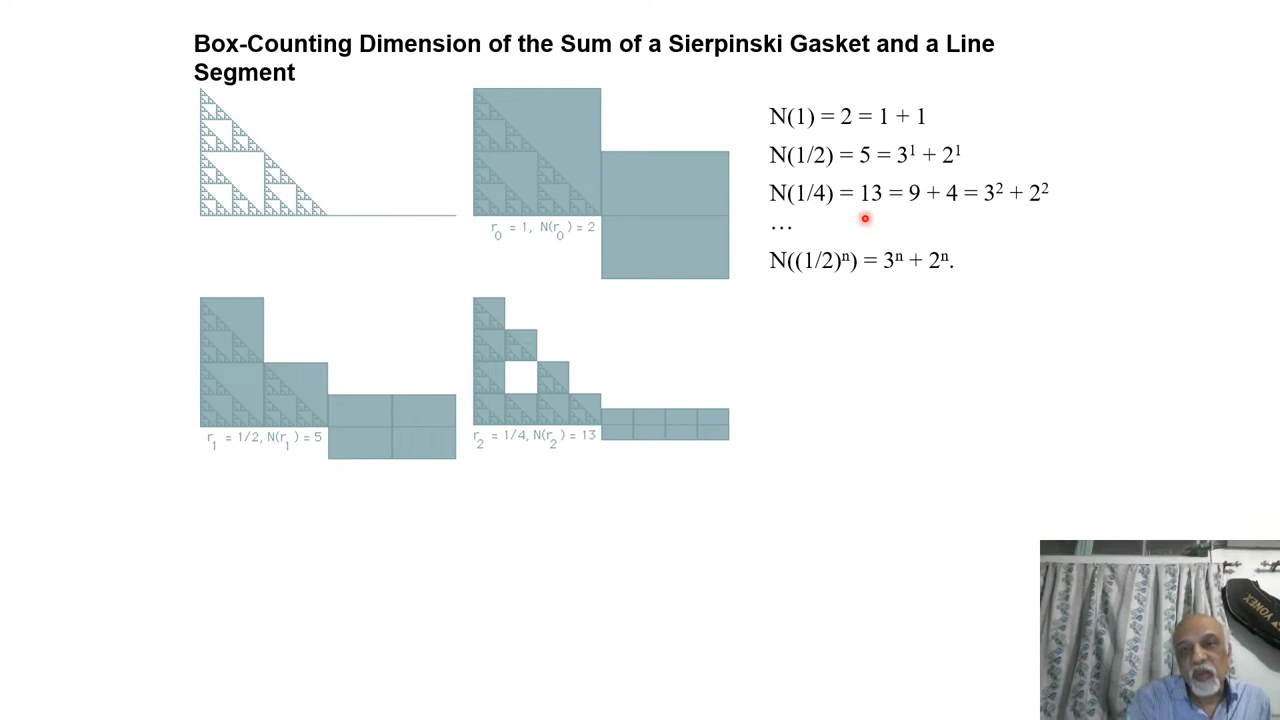 Box-Counting Dimension of the Sum of a Sierpinski Gasket and a Line
Segment
N(1) = 2 = 1 + 1
N(1/2) = 5 = 3¹ + 2¹
N(1/4) = 13 = 9 + 4 = 3² + 2²
…
N((1/2)ⁿ) = 3ⁿ + 2ⁿ.
r₀ = 1, N(r₀) = 2
r₁ = 1/2, N(r₁) = 5
r₂ = 1/4, N(r₂) = 13
YONEX